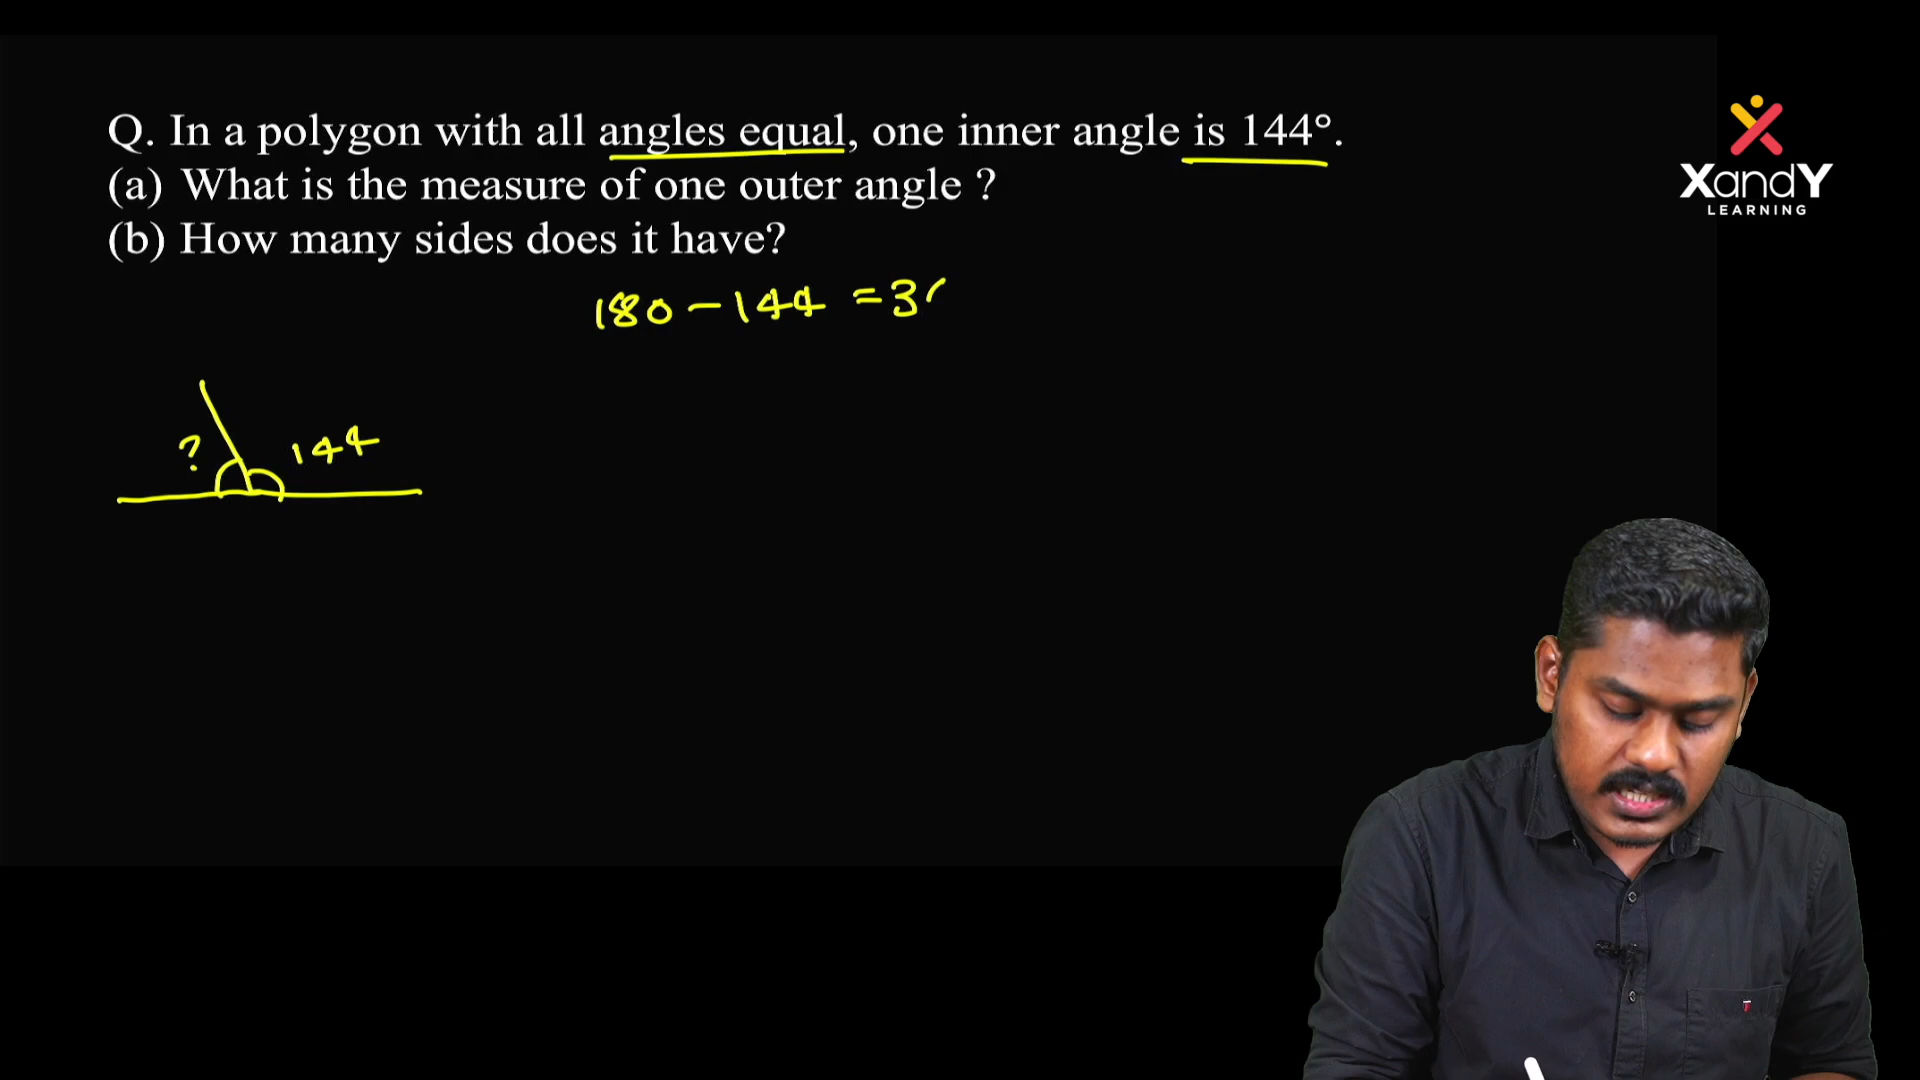 Q. In a polygon with all angles equal, one inner angle is 144°.
(a) What is the measure of one outer angle ?
(b) How many sides does it have?
XandY
LEARNING
180 - 144 = 3
? 144